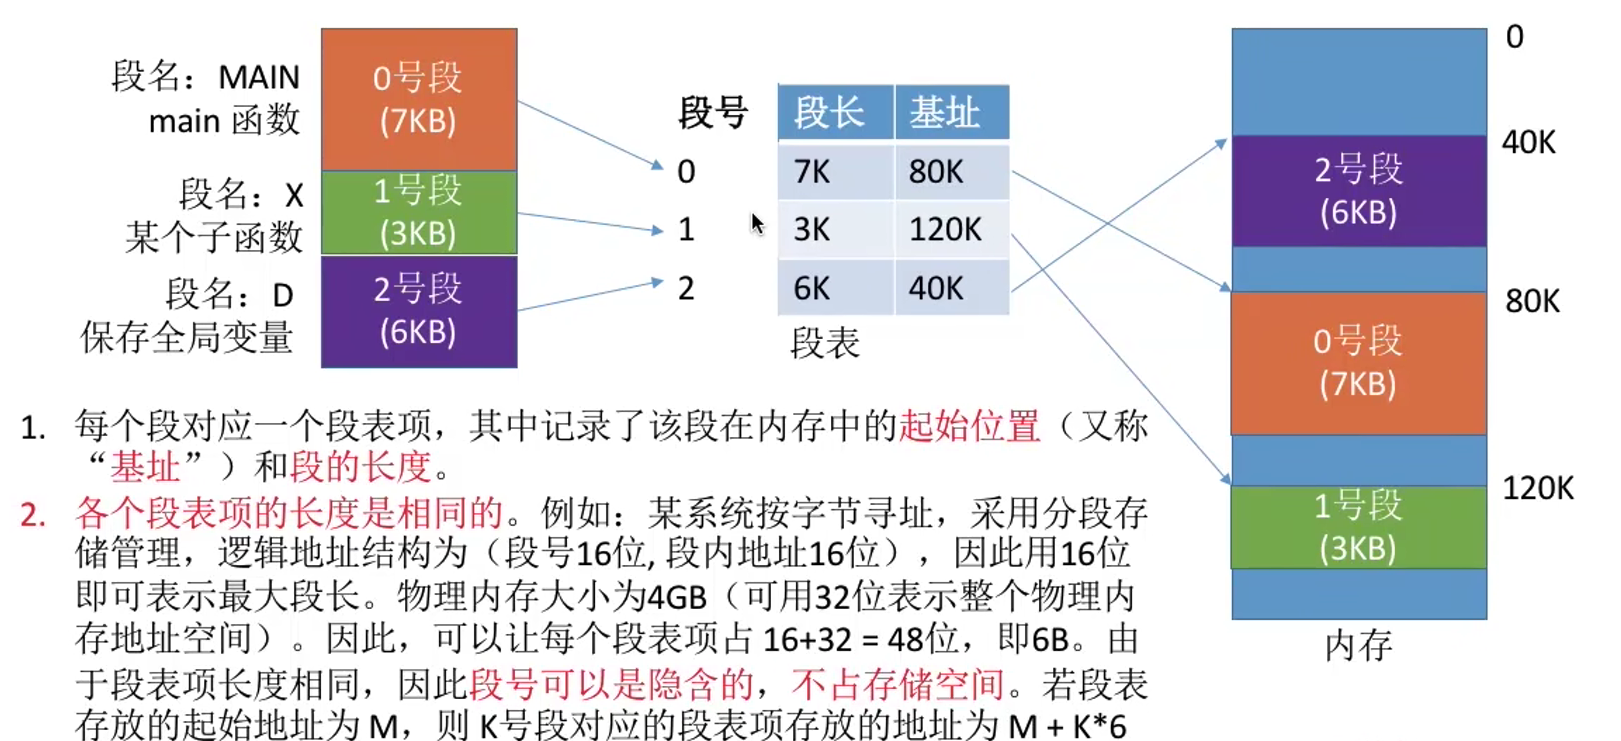 段名：MAIN
main 函数
0号段
(7KB)
段名：X
某个子函数
1号段
(3KB)
段名：D
保存全局变量
2号段
(6KB)
段号 段长 基址
0 7K 80K
1 3K 120K
2 6K 40K
段表
0
40K
2号段
(6KB)
80K
0号段
(7KB)
120K
1号段
(3KB)
内存
1. 每个段对应一个段表项，其中记录了该段在内存中的起始位置（又称
“基址”）和段的长度。
2. 各个段表项的长度是相同的。例如：某系统按字节寻址，采用分段存
储管理，逻辑地址结构为（段号16位, 段内地址16位），因此用16位
即可表示最大段长。物理内存大小为4GB（可用32位表示整个物理内
存地址空间）。因此，可以让每个段表项占 16+32 = 48位，即6B。由
于段表项长度相同，因此段号可以是隐含的，不占存储空间。若段表
存放的起始地址为 M，则 K号段对应的段表项存放的地址为 M + K*6